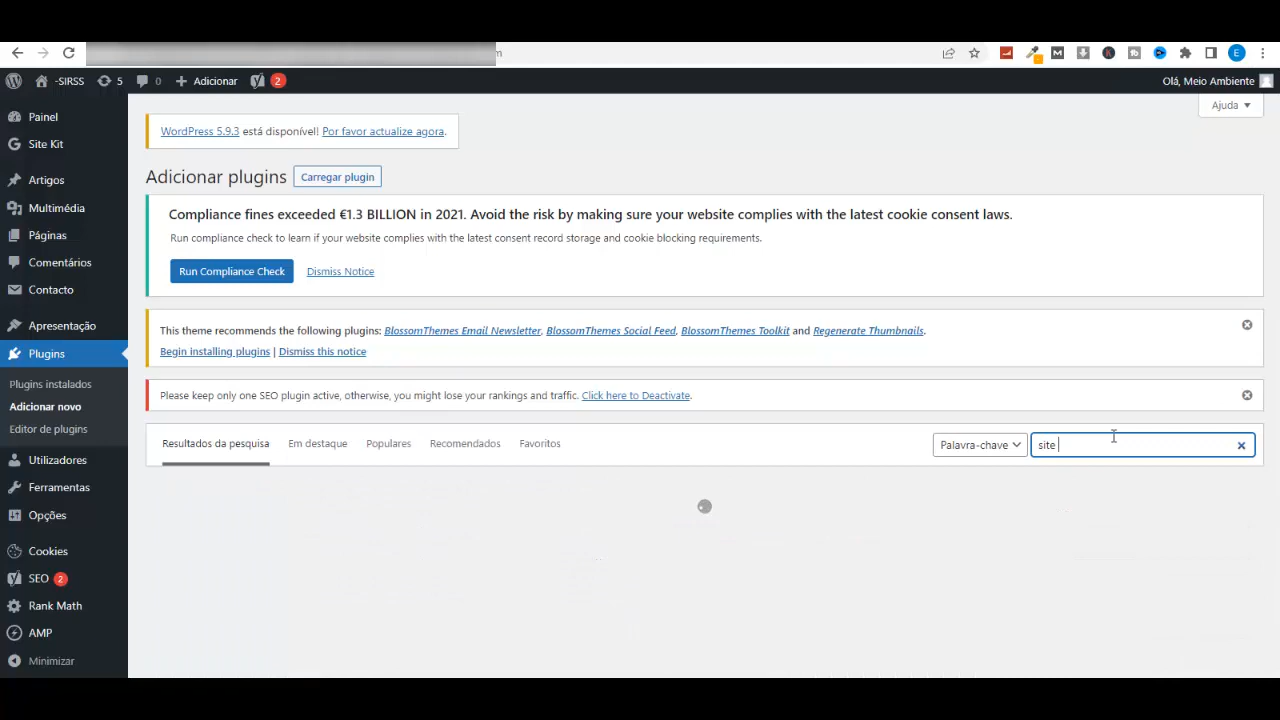 -SIRSS 5 0 Adicionar 2 Olá, Meio Ambiente
Ajuda
Painel
Site Kit
Artigos
Multimédia
Páginas
Comentários
Contacto
Apresentação
Plugins
Plugins instalados
Adicionar novo
Editor de plugins
Utilizadores
Ferramentas
Opções
Cookies
SEO 2
Rank Math
AMP
Minimizar
WordPress 5.9.3 está disponível! Por favor actualize agora.
Adicionar plugins Carregar plugin
Compliance fines exceeded €1.3 BILLION in 2021. Avoid the risk by making sure your website complies with the latest cookie consent laws.
Run compliance check to learn if your website complies with the latest consent record storage and cookie blocking requirements.
Run Compliance Check Dismiss Notice
This theme recommends the following plugins: BlossomThemes Email Newsletter, BlossomThemes Social Feed, BlossomThemes Toolkit and Regenerate Thumbnails.
Begin installing plugins | Dismiss this notice
Please keep only one SEO plugin active, otherwise, you might lose your rankings and traffic. Click here to Deactivate.
Resultados da pesquisa Em destaque Populares Recomendados Favoritos Palavra-chave site